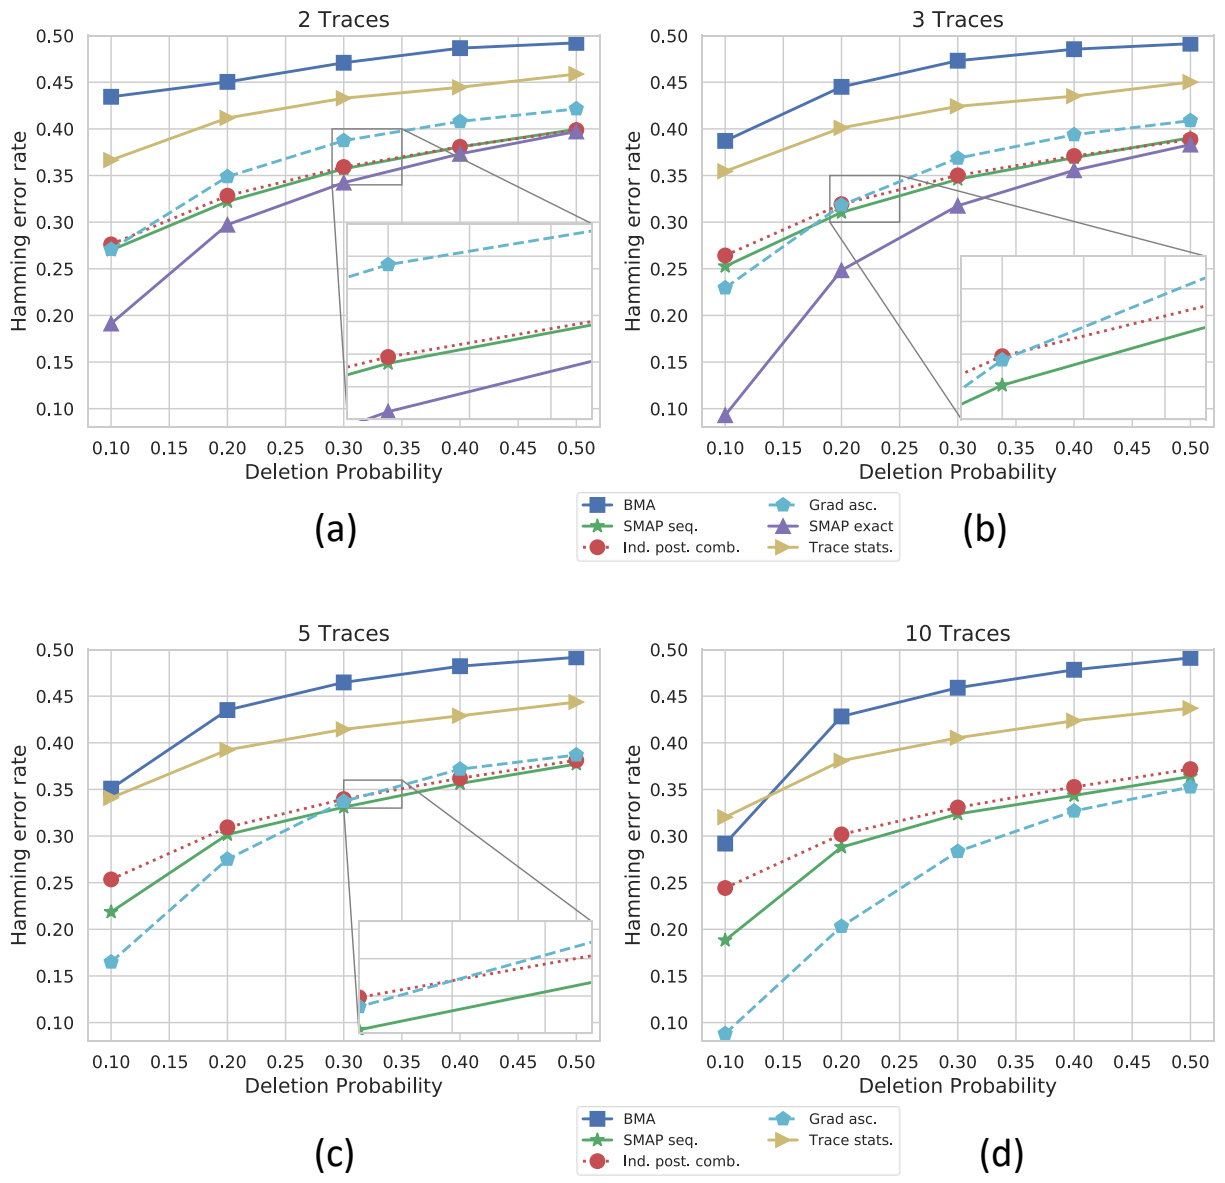 2 Traces
Hamming error rate
0.50
0.45
0.40
0.35
0.30
0.25
0.20
0.15
0.10
0.10 0.15 0.20 0.25 0.30 0.35 0.40 0.45 0.50
Deletion Probability
(a)
3 Traces
Hamming error rate
0.50
0.45
0.40
0.35
0.30
0.25
0.20
0.15
0.10
0.10 0.15 0.20 0.25 0.30 0.35 0.40 0.45 0.50
Deletion Probability
(b)
BMA
SMAP seq.
Ind. post. comb.
Grad asc.
SMAP exact
Trace stats.
5 Traces
Hamming error rate
0.50
0.45
0.40
0.35
0.30
0.25
0.20
0.15
0.10
0.10 0.15 0.20 0.25 0.30 0.35 0.40 0.45 0.50
Deletion Probability
(c)
10 Traces
Hamming error rate
0.50
0.45
0.40
0.35
0.30
0.25
0.20
0.15
0.10
0.10 0.15 0.20 0.25 0.30 0.35 0.40 0.45 0.50
Deletion Probability
(d)
BMA
SMAP seq.
Ind. post. comb.
Grad asc.
Trace stats.